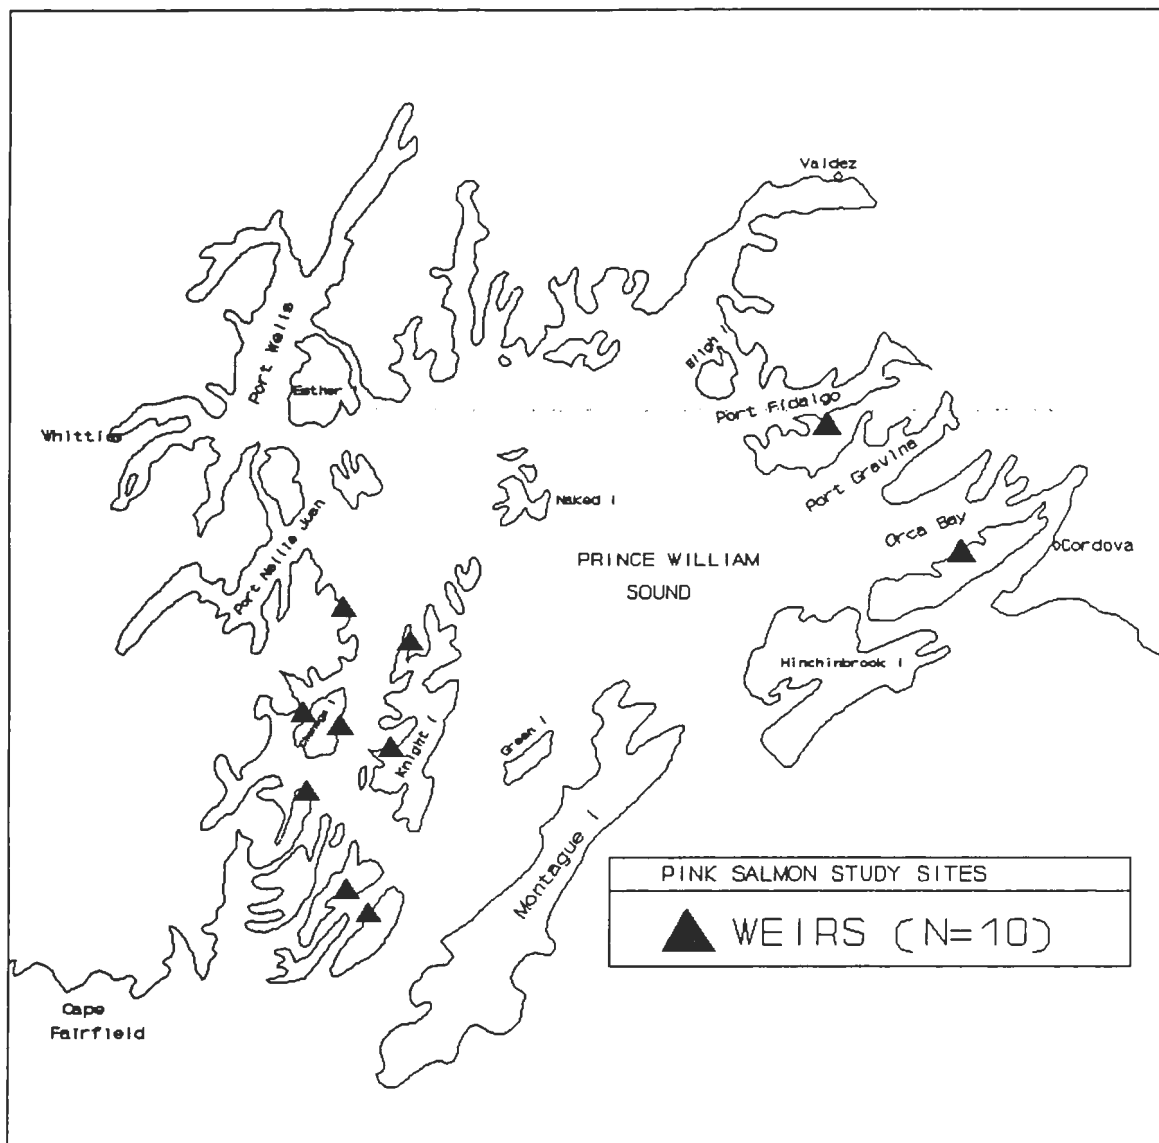 Valdez
Port Wells
Bligh I
Esther I
Port Fidalgo
Whittier
Port Gravina
Naked I
Port Nellie Juan
Orca Bay
Cordova
PRINCE WILLIAM
SOUND
Hinchinbrook I
Chenega I
Knight I
Green I
Montague I
PINK SALMON STUDY SITES
WEIRS (N=10)
Cape
Fairfield